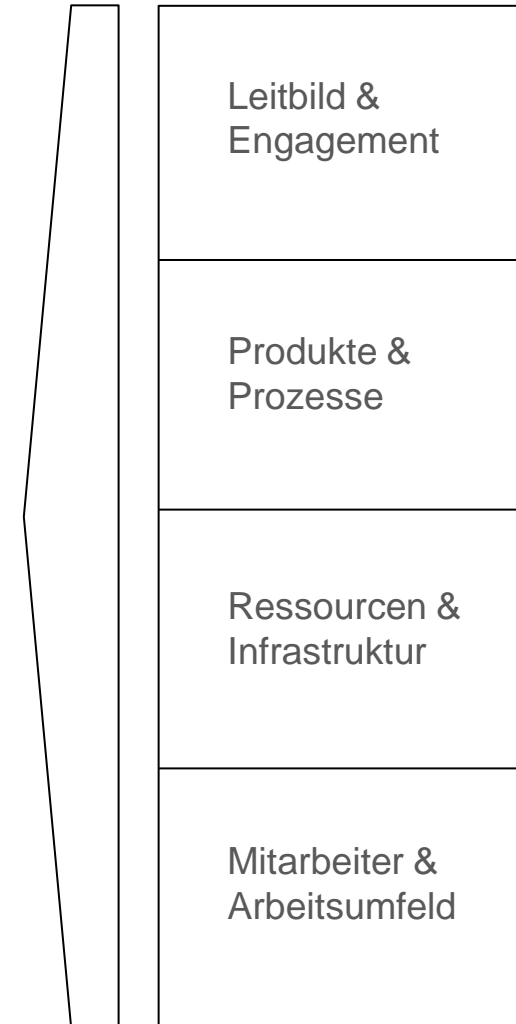 Leitbild &
Engagement
Produkte &
Prozesse
Ressourcen &
Infrastruktur
Mitarbeiter &
Arbeitsumfeld